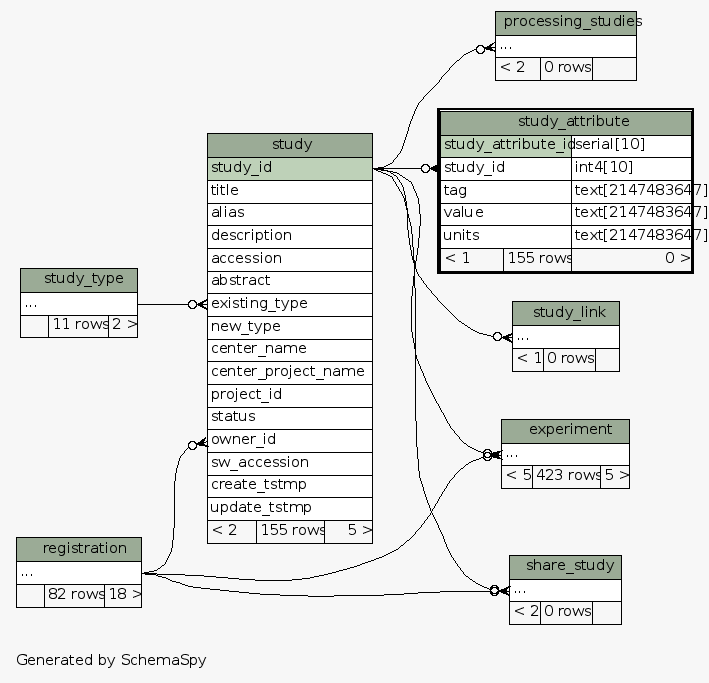 processing_studies
...
< 2 0 rows
study_attribute
study_attribute_id serial[10]
study_id int4[10]
tag text[2147483647]
value text[2147483647]
units text[2147483647]
< 1 155 rows 0 >
study
study_id
title
alias
description
accession
abstract
existing_type
new_type
center_name
center_project_name
project_id
status
owner_id
sw_accession
create_tstmp
update_tstmp
< 2 155 rows 5 >
study_type
...
11 rows 2 >
study_link
...
< 1 0 rows
experiment
...
< 5 423 rows 5 >
registration
...
82 rows 18 >
share_study
...
< 2 0 rows
Generated by SchemaSpy